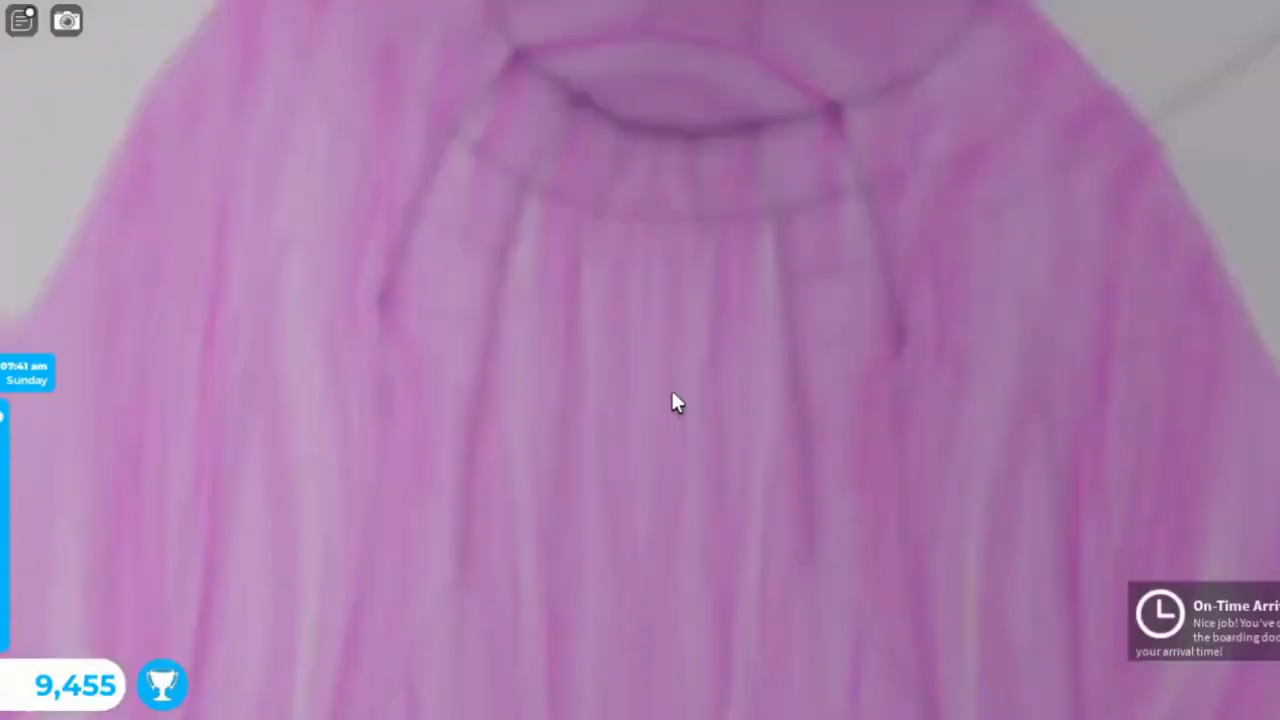 07:41 am
Sunday
On-Time Arri
Nice job! You've c
the boarding doo
your arrival time!
9,455